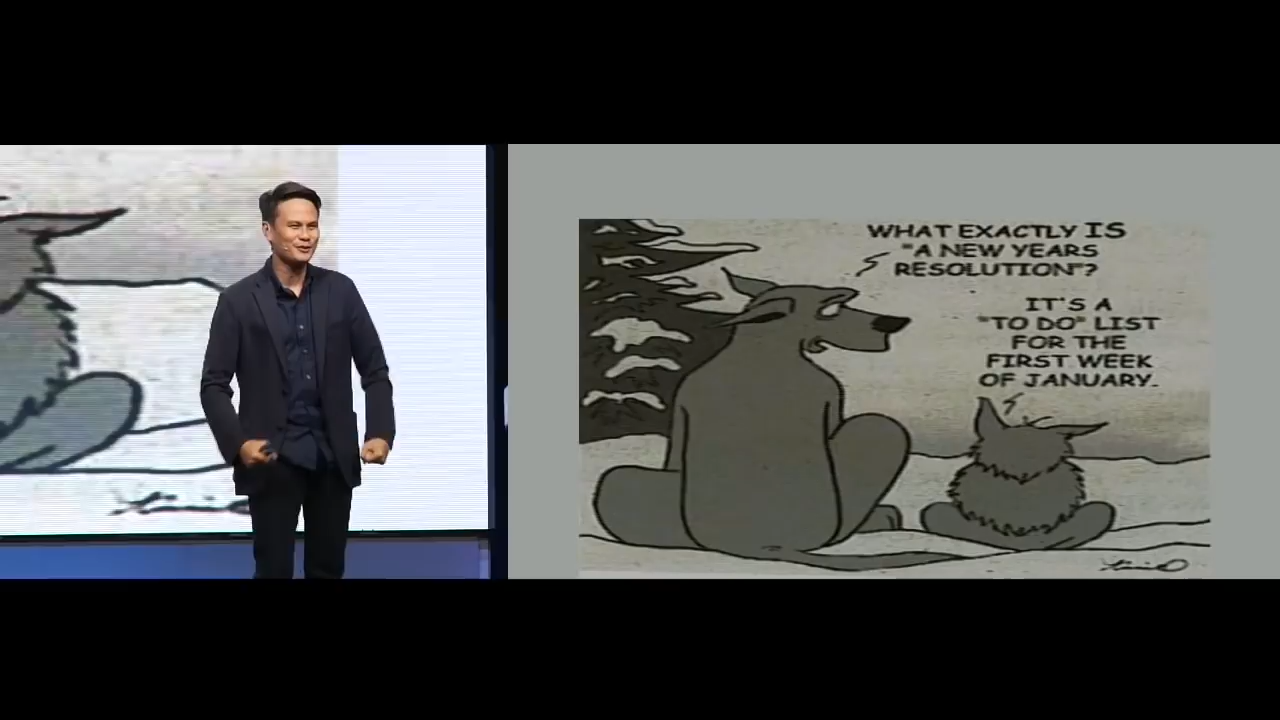 WHAT EXACTLY IS
"A NEW YEARS
RESOLUTION"?
IT'S A
"TO DO" LIST
FOR THE
FIRST WEEK
OF JANUARY.